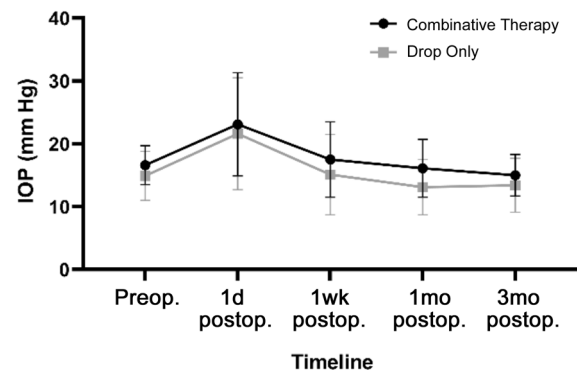 40
30
20
10
0
IOP (mm Hg)
Combinative Therapy
Drop Only
Preop.
1d
postop.
1wk
postop.
1mo
postop.
3mo
postop.
Timeline